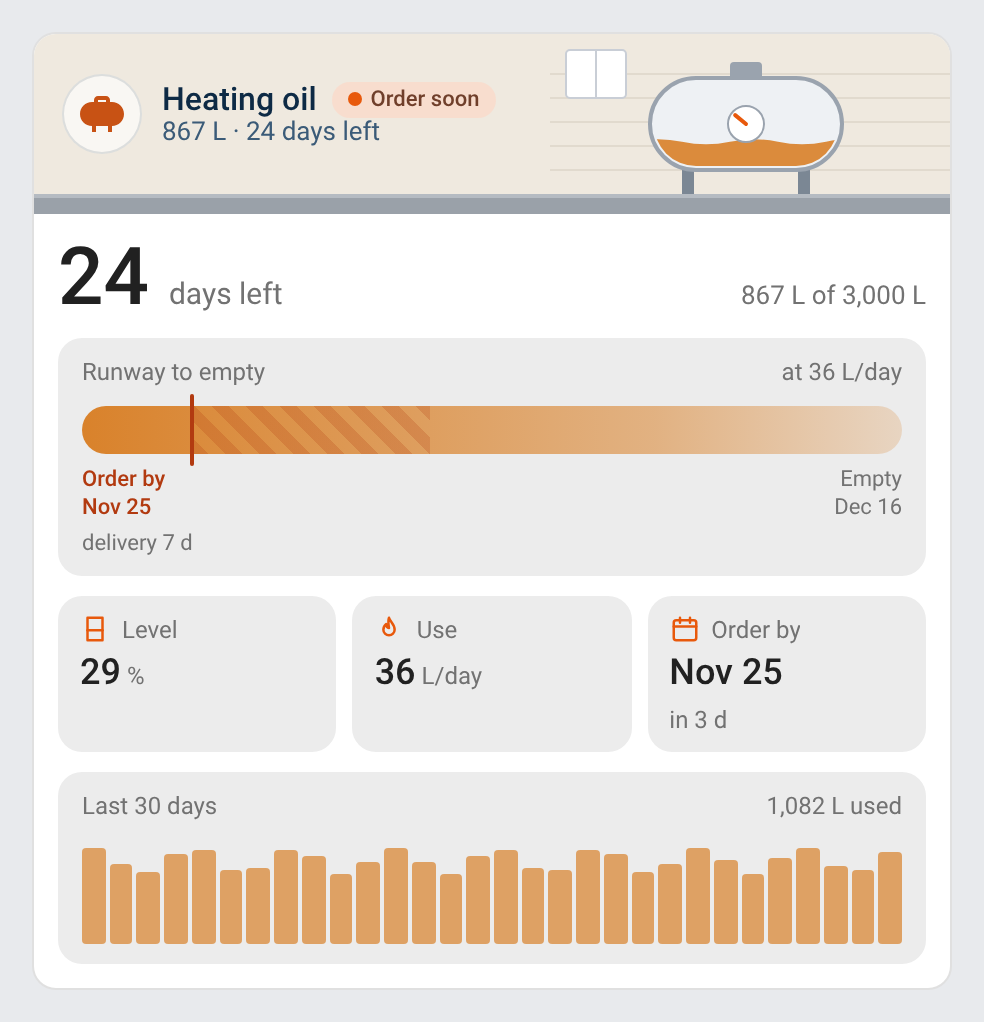 Heating oil
Order soon
867 L · 24 days left
24 days left
867 L of 3,000 L
Runway to empty
at 36 L/day
Order by
Nov 25
Empty
Dec 16
delivery 7 d
Level
29 %
Use
36 L/day
Order by
Nov 25
in 3 d
Last 30 days
1,082 L used